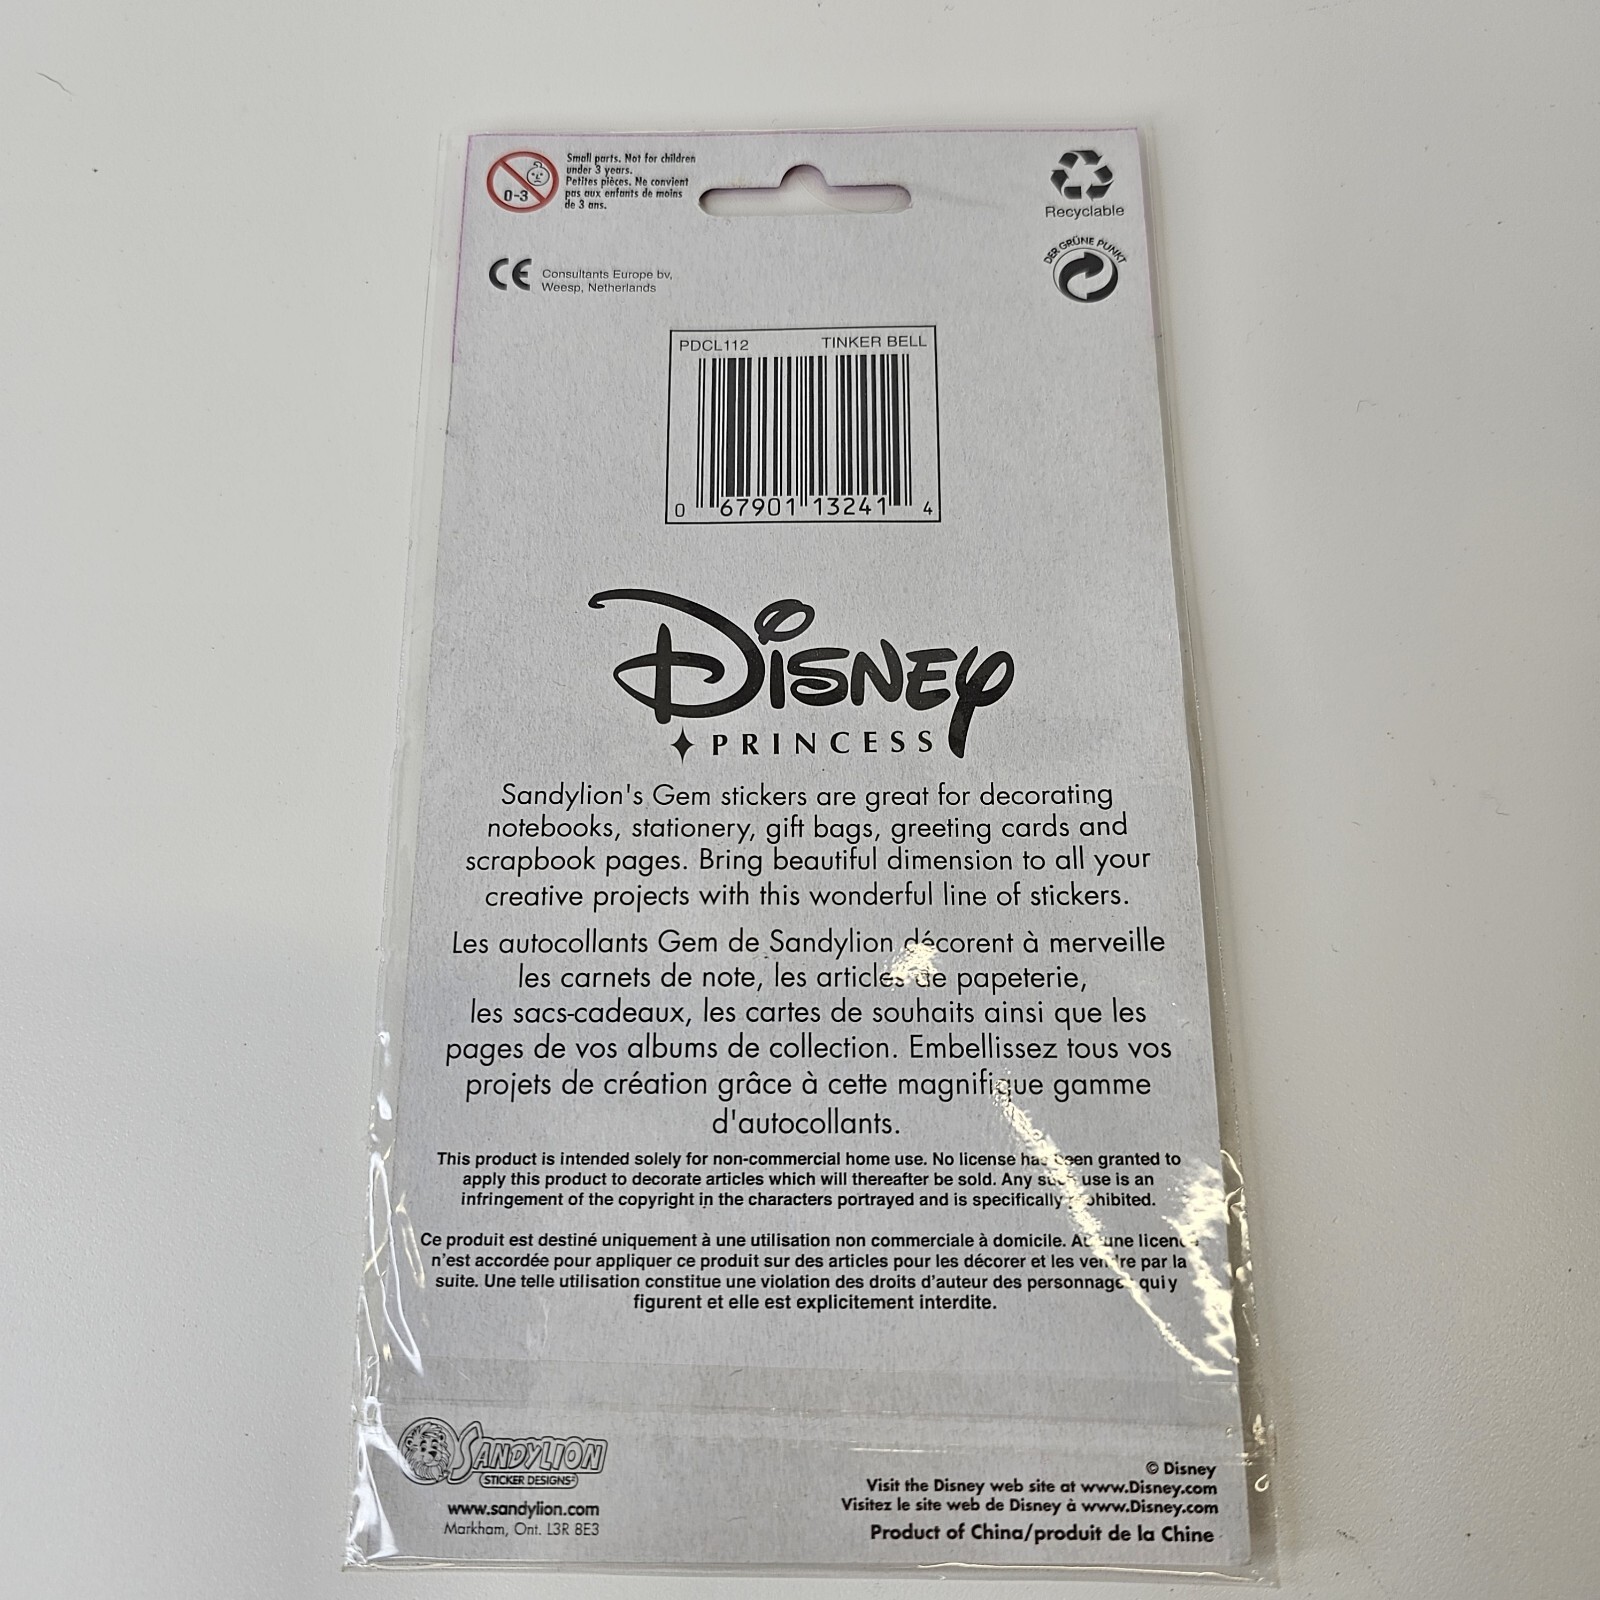 0-3
Small parts. Not for children
under 3 years.
Petites pièces. Ne convient
pas aux enfants de moins
de 3 ans.
Recyclable
DER GRÜNE PUNKT
CE Consultants Europe bv,
Weesp, Netherlands
PDCL112 TINKER BELL
0 67901 13241 4
Disney
PRINCESS
Sandylion's Gem stickers are great for decorating
notebooks, stationery, gift bags, greeting cards and
scrapbook pages. Bring beautiful dimension to all your
creative projects with this wonderful line of stickers.
Les autocollants Gem de Sandylion décorent à merveille
les carnets de note, les articles de papeterie,
les sacs-cadeaux, les cartes de souhaits ainsi que les
pages de vos albums de collection. Embellissez tous vos
projets de création grâce à cette magnifique gamme
d'autocollants.
This product is intended solely for non-commercial home use. No license has been granted to
apply this product to decorate articles which will thereafter be sold. Any such use is an
infringement of the copyright in the characters portrayed and is specifically prohibited.
Ce produit est destiné uniquement à une utilisation non commerciale à domicile. Aucune licence
n'est accordée pour appliquer ce produit sur des articles pour les décorer et les vendre par la
suite. Une telle utilisation constitue une violation des droits d'auteur des personnages qui y
figurent et elle est explicitement interdite.
SANDYLION
STICKER DESIGNS
www.sandylion.com
Markham, Ont. L3R 8E3
© Disney
Visit the Disney web site at www.Disney.com
Visitez le site web de Disney à www.Disney.com
Product of China/produit de la Chine